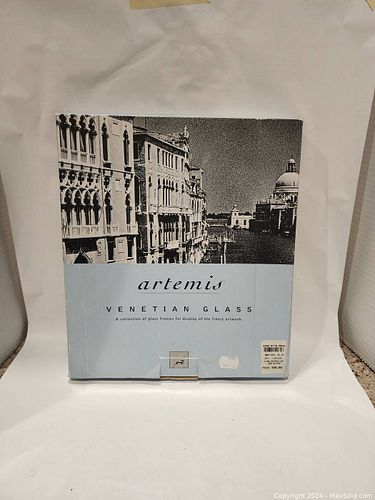 artemis
VENETIAN GLASS
A collection of glass frames for display of the finest artwork.
Copyright 2024 - MaxSold.com